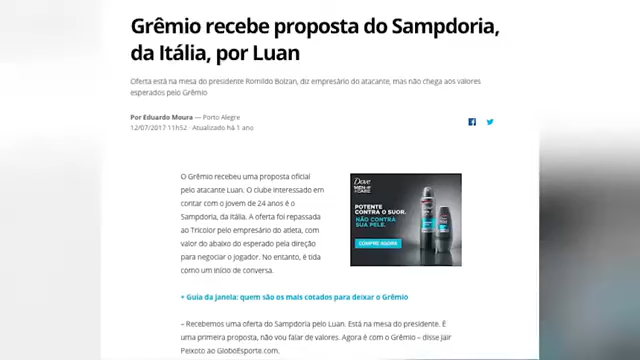 Grêmio recebe proposta do Sampdoria,
da Itália, por Luan
Oferta está na mesa do presidente Romildo Bolzan, diz empresário do atacante, mas não chega aos valores
esperados pelo Grêmio
Por Eduardo Moura — Porto Alegre
12/07/2017 11h52 · Atualizado há 1 ano
O Grêmio recebeu uma proposta oficial
pelo atacante Luan. O clube interessado em
contar com o jovem de 24 anos é o
Sampdoria, da Itália. A oferta foi repassada
ao Tricolor pelo empresário do atleta, com
valor do abaixo do esperado pela direção
para negociar o jogador. No entanto, é tida
como um início de conversa.
Dove
MEN+CARE
POTENTE
CONTRA O SUOR.
NÃO CONTRA
SUA PELE.
COMPRE AGORA
+ Guia da janela: quem são os mais cotados para deixar o Grêmio
– Recebemos uma oferta do Sampdoria pelo Luan. Está na mesa do presidente. É
uma primeira proposta, não vou falar de valores. Agora é com o Grêmio – disse Jair
Peixoto ao GloboEsporte.com.